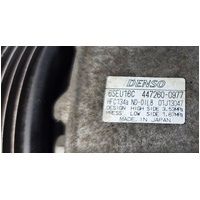 DENSO
6SEU16C 447260-0977
HFC134a ND-OIL8 01J13047
DESIGN HIGH SIDE 3.53MPa
PRESS LOW SIDE 1.67MPa
MADE IN JAPAN